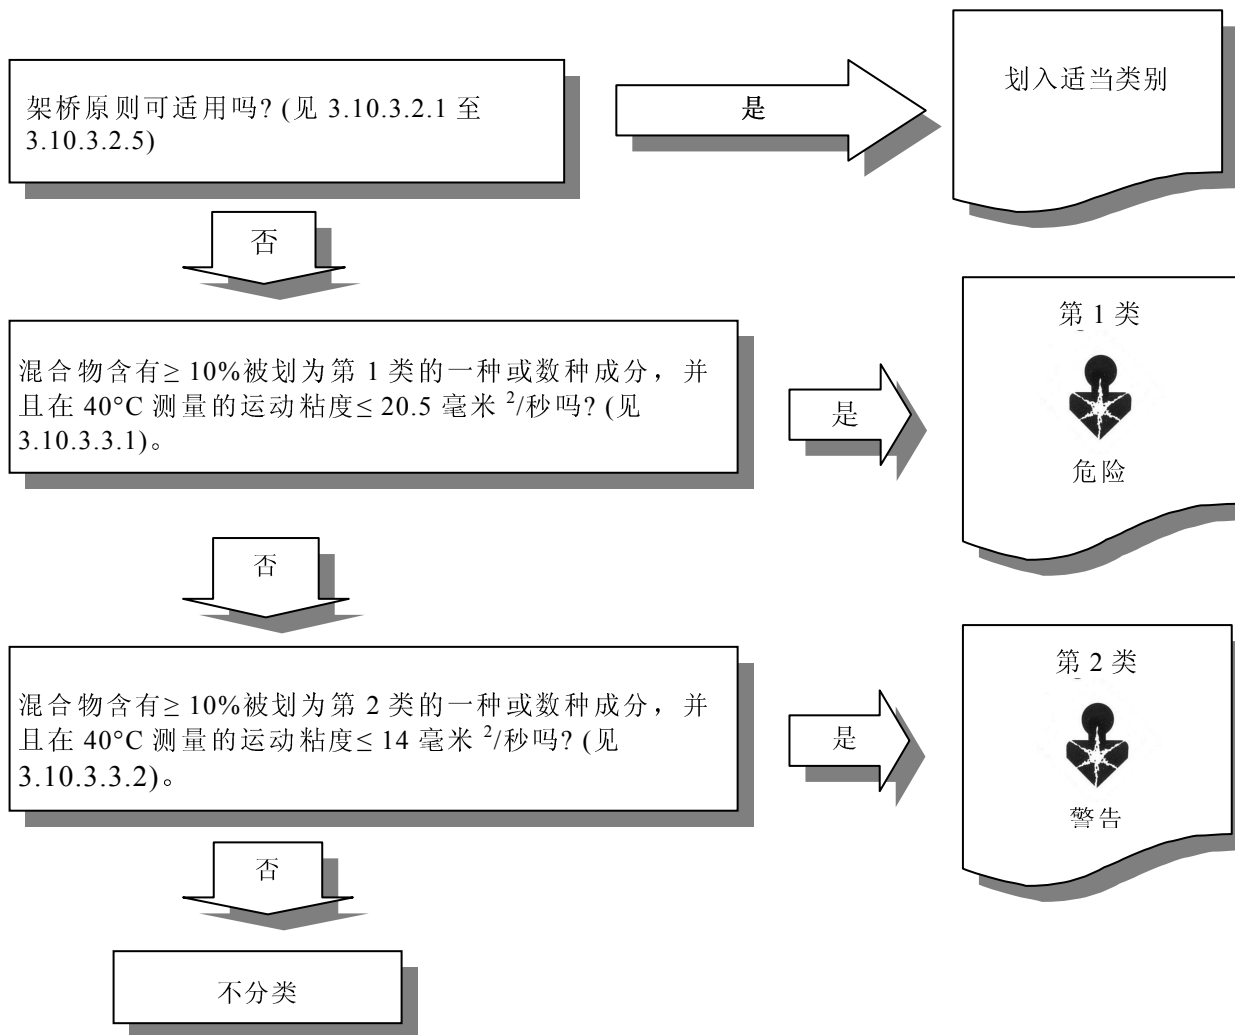 架桥原则可适用吗? (见 3.10.3.2.1 至
3.10.3.2.5)
是
划入适当类别
否
混合物含有≥ 10%被划为第 1 类的一种或数种成分，并
且在 40°C 测量的运动粘度≤ 20.5 毫米 ²/秒吗? (见
3.10.3.3.1)。
是
第 1 类
危险
否
混合物含有≥ 10%被划为第 2 类的一种或数种成分，并
且在 40°C 测量的运动粘度≤ 14 毫米 ²/秒吗? (见
3.10.3.3.2)。
是
第 2 类
警告
否
不分类